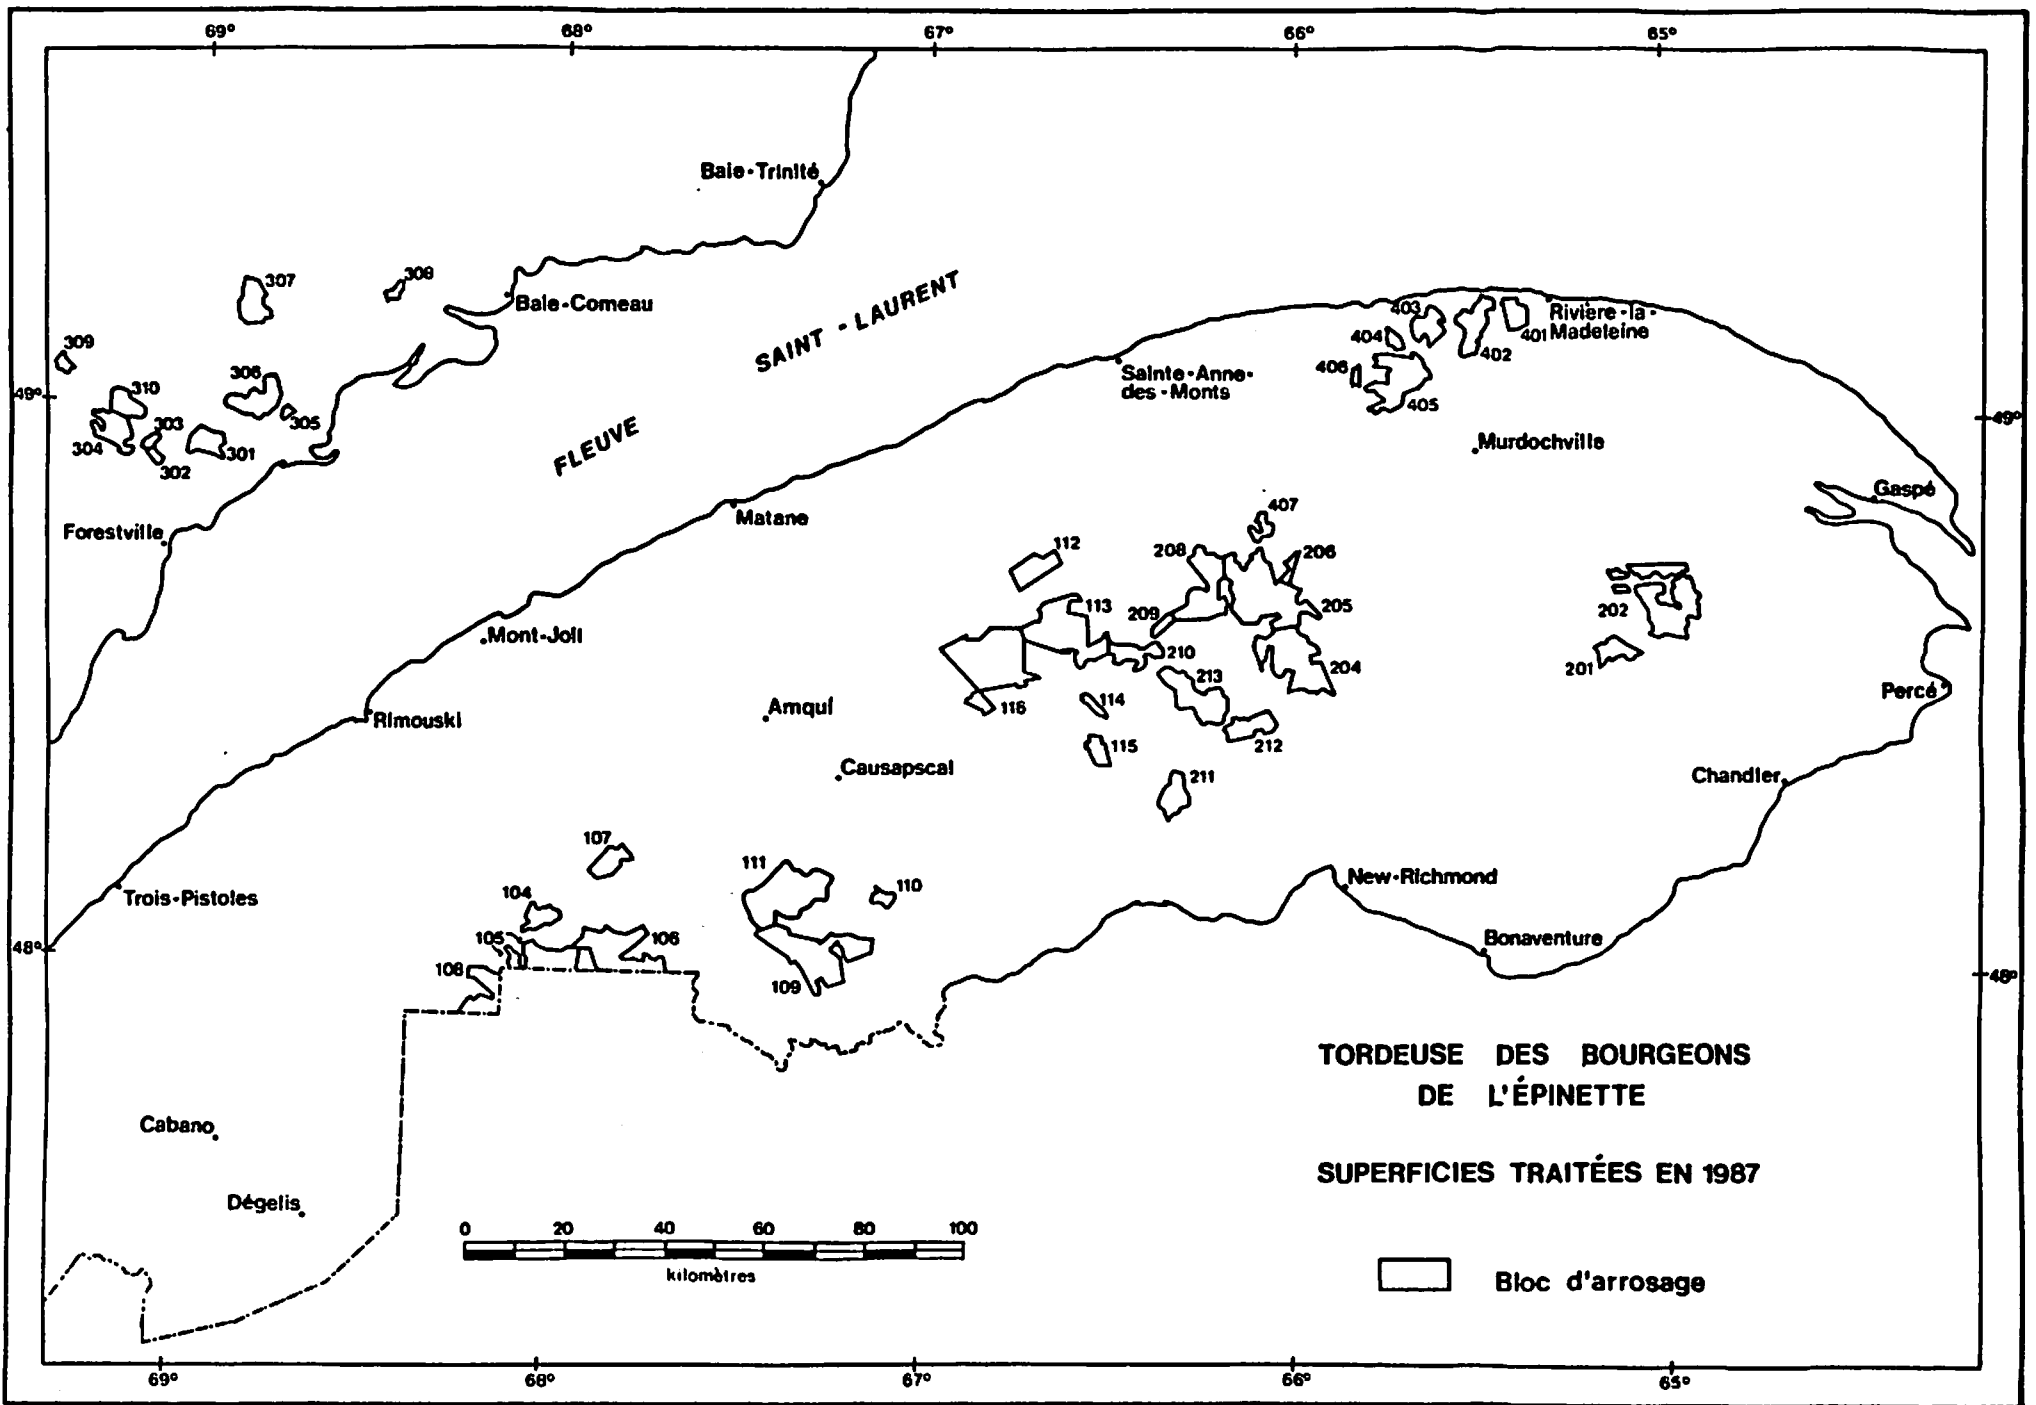 69° 68° 67° 66° 65°
Baie-Trinité
307
308
Baie-Comeau
SAINT-LAURENT
309
306
310
303
305
304
302
301
FLEUVE
Forestville
Matane
Mont-Joli
Rimouski
Trois-Pistoles
403
404
401
402
Rivière-la-
Madeleine
406
405
Sainte-Anne-
des-Monts
Murdochville
Gaspé
407
112
208
206
113
209
205
210
204
213
202
201
116
114
115
212
211
Percé
Amqui
Causapscal
Chandler
107
111
110
104
105
106
108
109
New-Richmond
Bonaventure
49° 49°
48° 48°
Cabano
Dégelis
0 20 40 60 80 100
kilomètres
TORDEUSE DES BOURGEONS
DE L'ÉPINETTE
SUPERFICIES TRAITÉES EN 1987
Bloc d'arrosage
69° 68° 67° 66° 65°